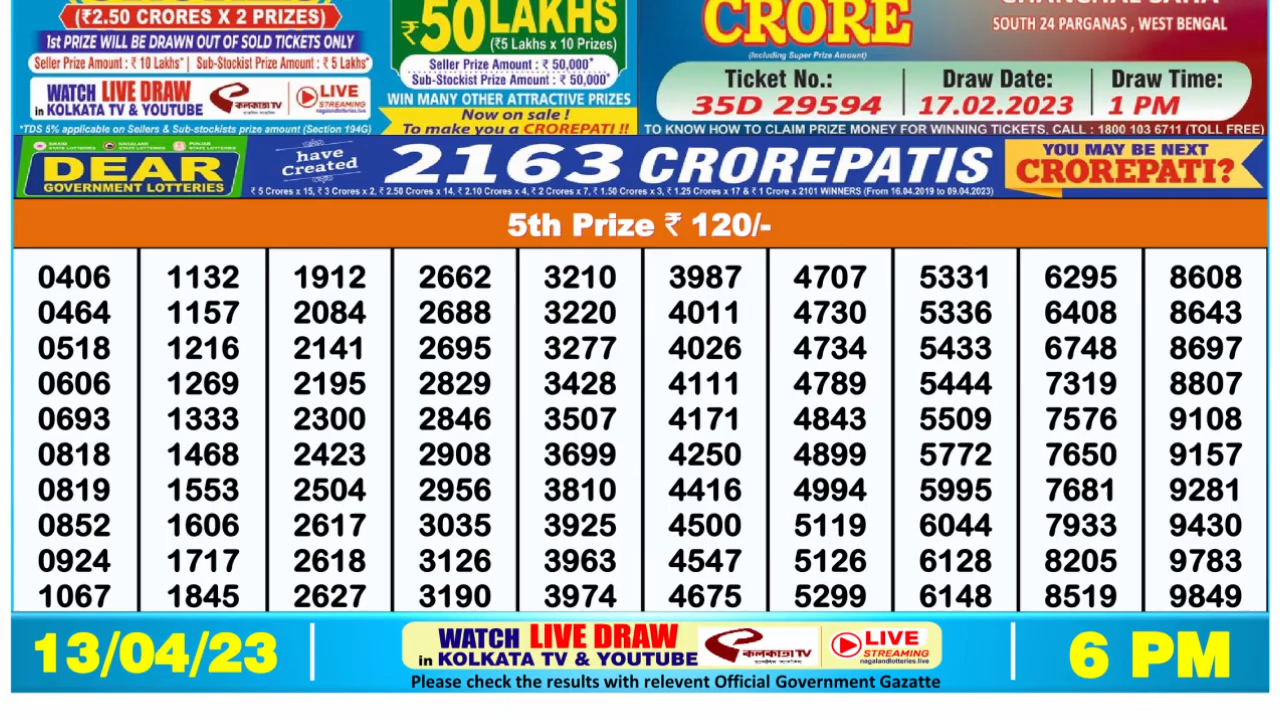 (₹2.50 CRORES X 2 PRIZES)
1st PRIZE WILL BE DRAWN OUT OF SOLD TICKETS ONLY
Seller Prize Amount : ₹ 10 Lakhs* | Sub-Stockist Prize Amount : ₹ 5 Lakhs*
WATCH LIVE DRAW
in KOLKATA TV & YOUTUBE
কলকাতা TV
LIVE
STREAMING
nagalandlotteries.live
*TDS 5% applicable on Sellers & Sub-stockists prize amount (Section 194G)
₹50 LAKHS
(₹5 Lakhs x 10 Prizes)
Seller Prize Amount : ₹ 50,000*
Sub-Stockist Prize Amount : ₹ 50,000*
WIN MANY OTHER ATTRACTIVE PRIZES
Now on sale !
To make you a CROREPATI !!
CRORE
(Including Super Prize Amount)
SOUTH 24 PARGANAS , WEST BENGAL
Ticket No.: Draw Date: Draw Time:
35D 29594 17.02.2023 1 PM
TO KNOW HOW TO CLAIM PRIZE MONEY FOR WINNING TICKETS, CALL : 1800 103 6711 (TOLL FREE)
DEAR
GOVERNMENT LOTTERIES
have
Created
2163 CROREPATIS
₹ 5 Crores x 15, ₹ 3 Crores x 2, ₹ 2.50 Crores x 14, ₹ 2.10 Crores x 4, ₹ 2 Crores x 7, ₹ 1.50 Crores x 3, ₹ 1.25 Crores x 17 & ₹ 1 Crore x 2101 WINNERS (From 16.04.2019 to 09.04.2023)
YOU MAY BE NEXT
CROREPATI?
5th Prize ₹ 120/-
0406 1132 1912 2662 3210 3987 4707 5331 6295 8608
0464 1157 2084 2688 3220 4011 4730 5336 6408 8643
0518 1216 2141 2695 3277 4026 4734 5433 6748 8697
0606 1269 2195 2829 3428 4111 4789 5444 7319 8807
0693 1333 2300 2846 3507 4171 4843 5509 7576 9108
0818 1468 2423 2908 3699 4250 4899 5772 7650 9157
0819 1553 2504 2956 3810 4416 4994 5995 7681 9281
0852 1606 2617 3035 3925 4500 5119 6044 7933 9430
0924 1717 2618 3126 3963 4547 5126 6128 8205 9783
1067 1845 2627 3190 3974 4675 5299 6148 8519 9849
13/04/23
WATCH LIVE DRAW
in KOLKATA TV & YOUTUBE
কলকাতা TV
LIVE
STREAMING
nagalandlotteries.live
Please check the results with relevent Official Government Gazatte
6 PM